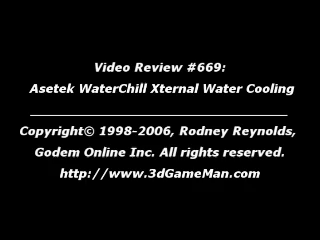 Video Review #669:
Asetek WaterChill Xternal Water Cooling
Copyright© 1998-2006, Rodney Reynolds,
Godem Online Inc. All rights reserved.
http://www.3dGameMan.com